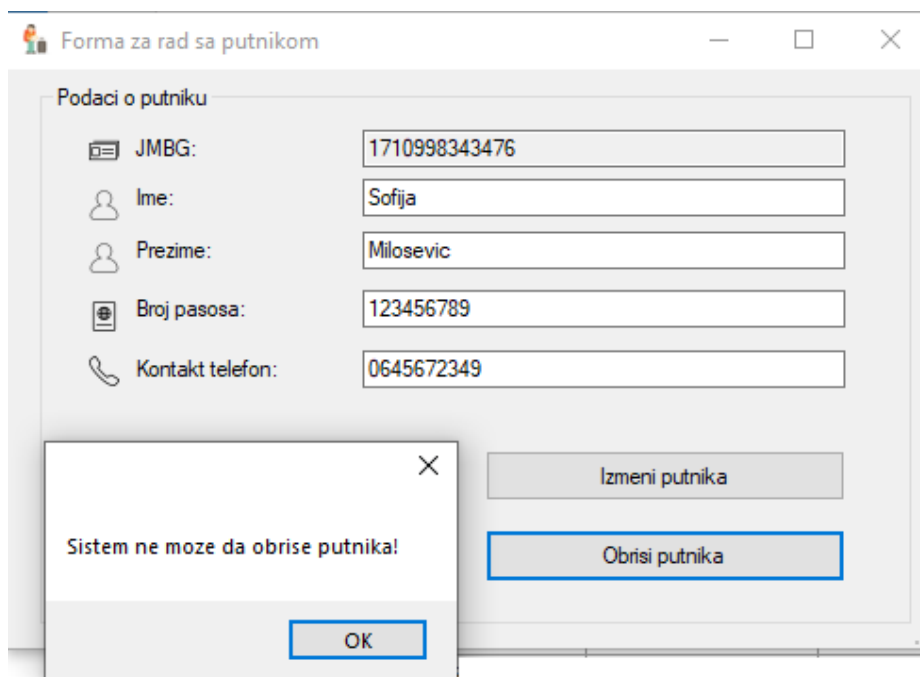 Forma za rad sa putnikom
Podaci o putniku
JMBG: 1710998343476
Ime: Sofija
Prezime: Milosevic
Broj pasosa: 123456789
Kontakt telefon: 0645672349
Izmeni putnika
Sistem ne moze da obrise putnika!
Obrisi putnika
OK